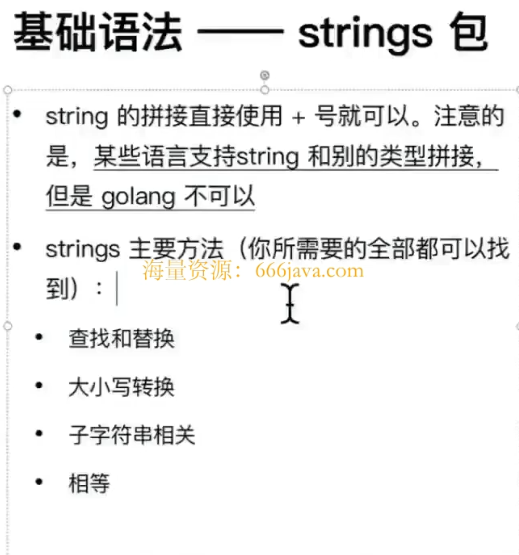 基础语法 —— strings 包
• string 的拼接直接使用 + 号就可以。注意的
是，某些语言支持string 和别的类型拼接，
但是 golang 不可以
• strings 主要方法（你所需要的全部都可以找
到）：
海量资源：666java.com
• 查找和替换
• 大小写转换
• 子字符串相关
• 相等